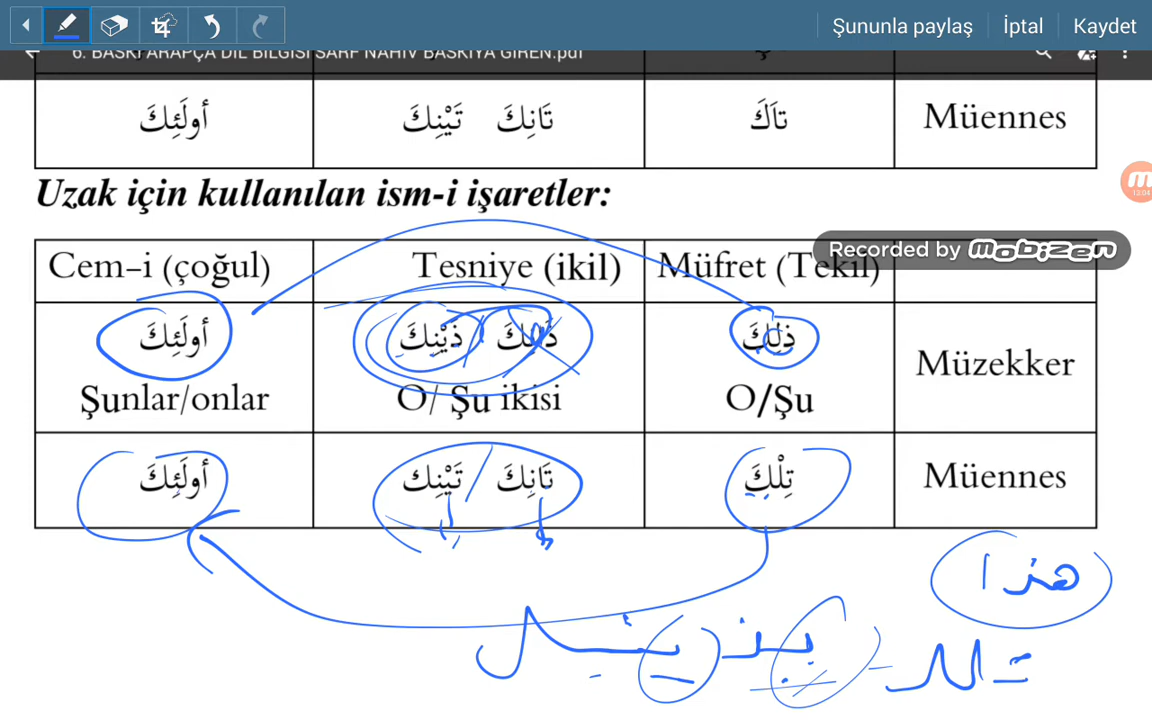 Şununla paylaş İptal Kaydet
6. BASKI ARAPÇA DİL BİLGİSİ SARF NAHİV BASKIYA GİREN.pdf
أولَئِكَ تَيْنِكَ تَانِكَ تاَكَ Müennes
Uzak için kullanılan ism-i işaretler:
Recorded by mobizen
Cem-i (çoğul) Tesniye (ikil) Müfret (Tekil)
أولَئِكَ ذَيْنِكَ ذَانِكَ ذلِكَ Müzekker
Şunlar/onlar O/ Şu ikisi O/Şu
أولَئِكَ تَيْنِكَ تَانِكَ تِلْكَ Müennes
هذا